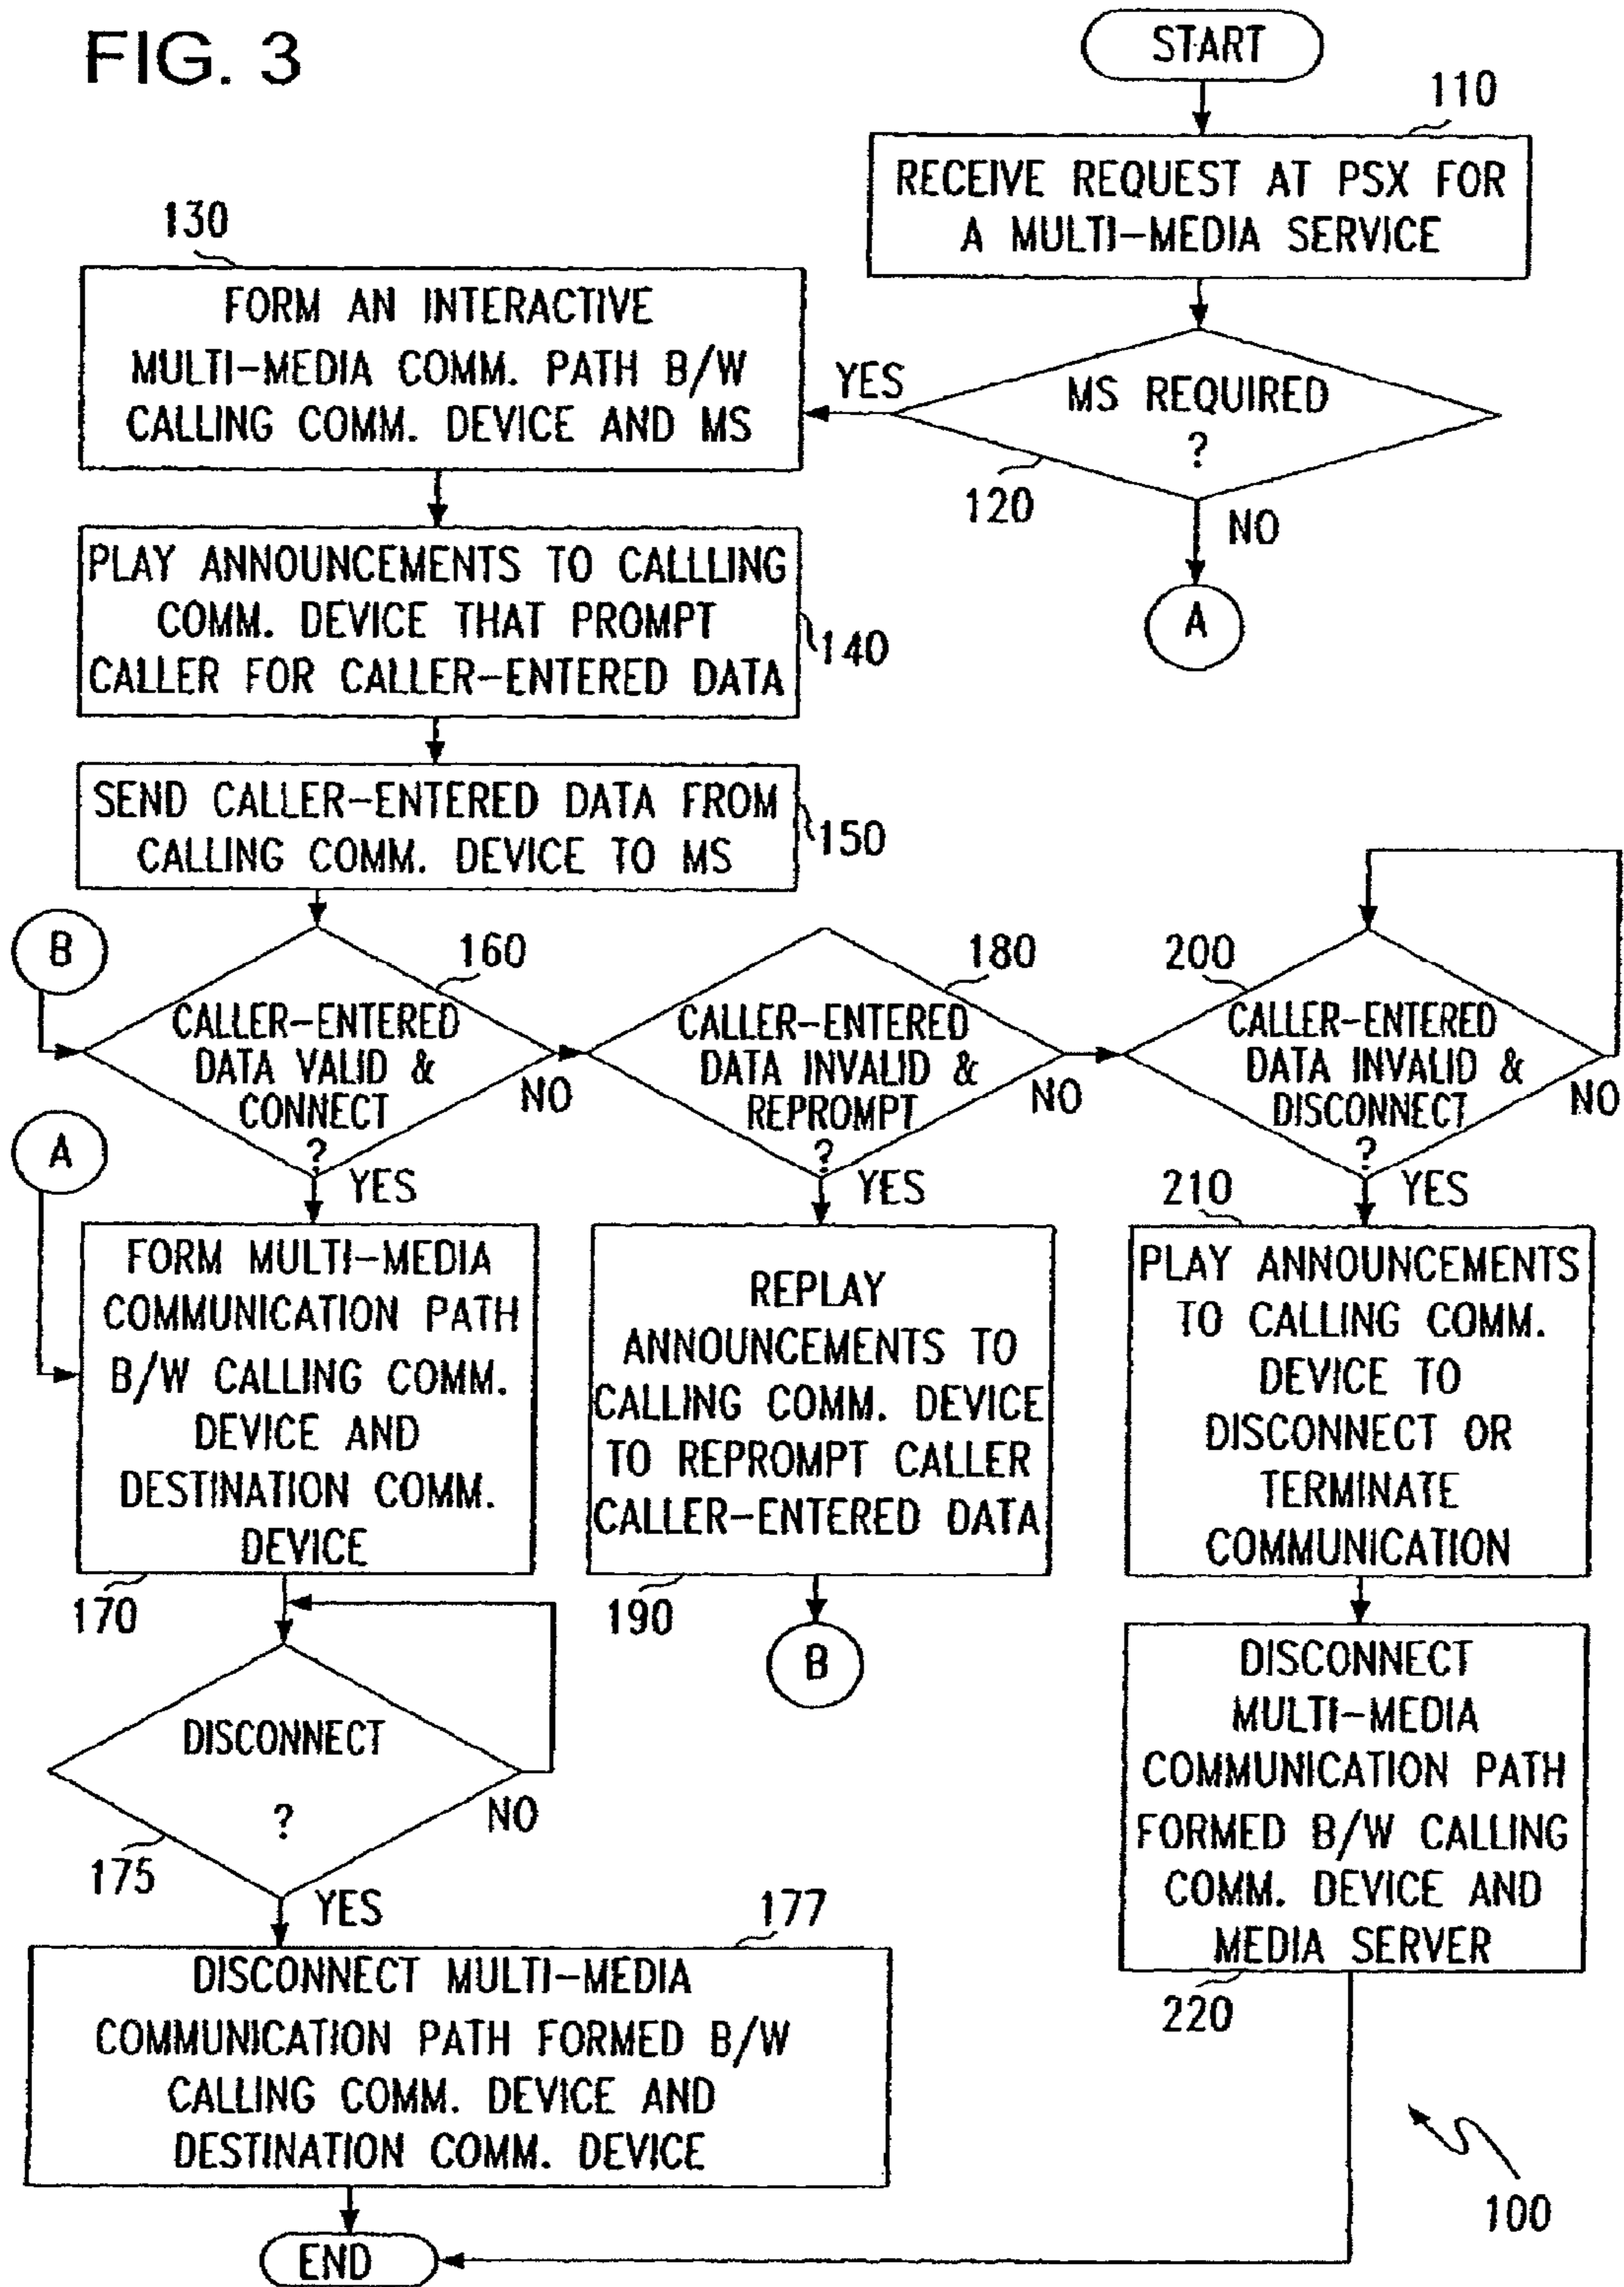 FIG. 3
START
110
RECEIVE REQUEST AT PSX FOR
A MULTI-MEDIA SERVICE
130
FORM AN INTERACTIVE
MULTI-MEDIA COMM. PATH B/W
CALLING COMM. DEVICE AND MS
YES
MS REQUIRED
?
120
NO
A
PLAY ANNOUNCEMENTS TO CALLLING
COMM. DEVICE THAT PROMPT
CALLER FOR CALLER-ENTERED DATA
140
SEND CALLER-ENTERED DATA FROM
CALLING COMM. DEVICE TO MS
150
B
160
CALLER-ENTERED
DATA VALID &
CONNECT
?
NO
YES
180
CALLER-ENTERED
DATA INVALID &
REPROMPT
?
NO
YES
200
CALLER-ENTERED
DATA INVALID &
DISCONNECT
?
NO
YES
A
FORM MULTI-MEDIA
COMMUNICATION PATH
B/W CALLING COMM.
DEVICE AND
DESTINATION COMM.
DEVICE
170
REPLAY
ANNOUNCEMENTS TO
CALLING COMM. DEVICE
TO REPROMPT CALLER
CALLER-ENTERED DATA
190
B
210
PLAY ANNOUNCEMENTS
TO CALLING COMM.
DEVICE TO
DISCONNECT OR
TERMINATE
COMMUNICATION
DISCONNECT
?
NO
175
YES
DISCONNECT
MULTI-MEDIA
COMMUNICATION PATH
FORMED B/W CALLING
COMM. DEVICE AND
MEDIA SERVER
220
177
DISCONNECT MULTI-MEDIA
COMMUNICATION PATH FORMED B/W
CALLING COMM. DEVICE AND
DESTINATION COMM. DEVICE
100
END